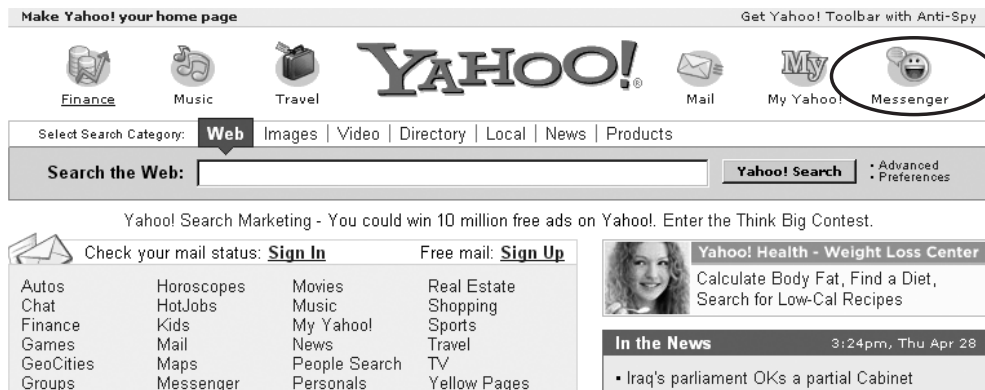 Make Yahoo! your home page
Get Yahoo! Toolbar with Anti-Spy
Finance
Music
Travel
YAHOO!®
Mail
My Yahoo!
Messenger
Select Search Category: Web Images | Video | Directory | Local | News | Products
Search the Web:
Yahoo! Search
• Advanced
• Preferences
Yahoo! Search Marketing - You could win 10 million free ads on Yahoo!. Enter the Think Big Contest.
Check your mail status: Sign In
Free mail: Sign Up
Autos Horoscopes Movies Real Estate
Chat HotJobs Music Shopping
Finance Kids My Yahoo! Sports
Games Mail News Travel
GeoCities Maps People Search TV
Groups Messenger Personals Yellow Pages
Yahoo! Health - Weight Loss Center
Calculate Body Fat, Find a Diet,
Search for Low-Cal Recipes
In the News 3:24pm, Thu Apr 28
• Iraq's parliament OKs a partial Cabinet